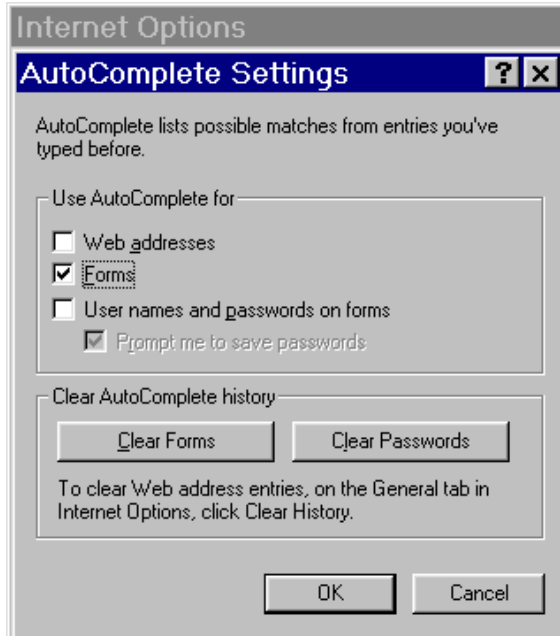 Internet Options
AutoComplete Settings
AutoComplete lists possible matches from entries you've
typed before.
Use AutoComplete for
Web addresses
Forms
User names and passwords on forms
Prompt me to save passwords
Clear AutoComplete history
Clear Forms
Clear Passwords
To clear Web address entries, on the General tab in
Internet Options, click Clear History.
OK
Cancel